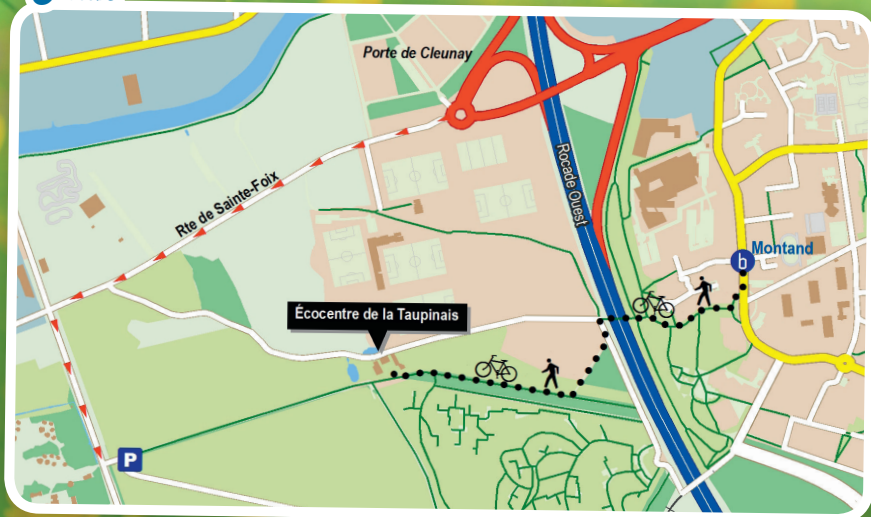 Porte de Cleunay
Rte de Sainte-Foix
Rocade Ouest
b
Montand
Écocentre de la Taupinais
P